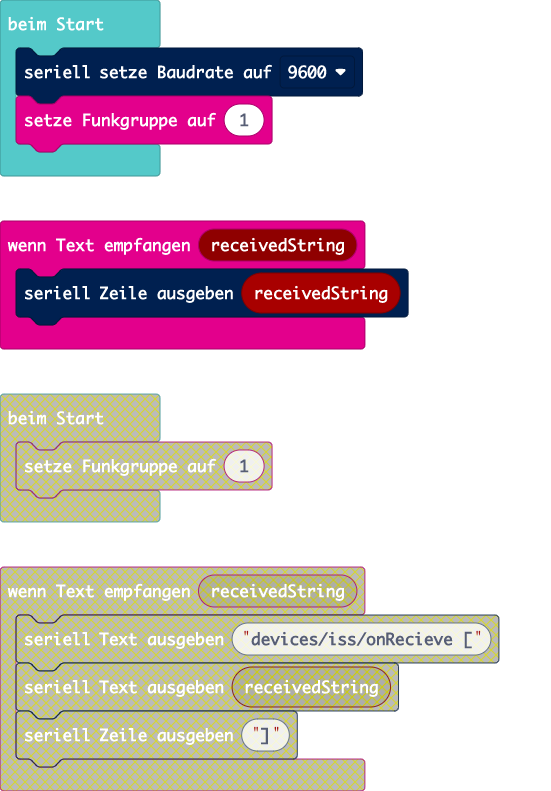 beim Start
seriell setze Baudrate auf 9600
setze Funkgruppe auf 1
wenn Text empfangen receivedString
seriell Zeile ausgeben receivedString
beim Start
setze Funkgruppe auf 1
wenn Text empfangen receivedString
seriell Text ausgeben "devices/iss/onRecieve ["
seriell Text ausgeben receivedString
seriell Zeile ausgeben "]"